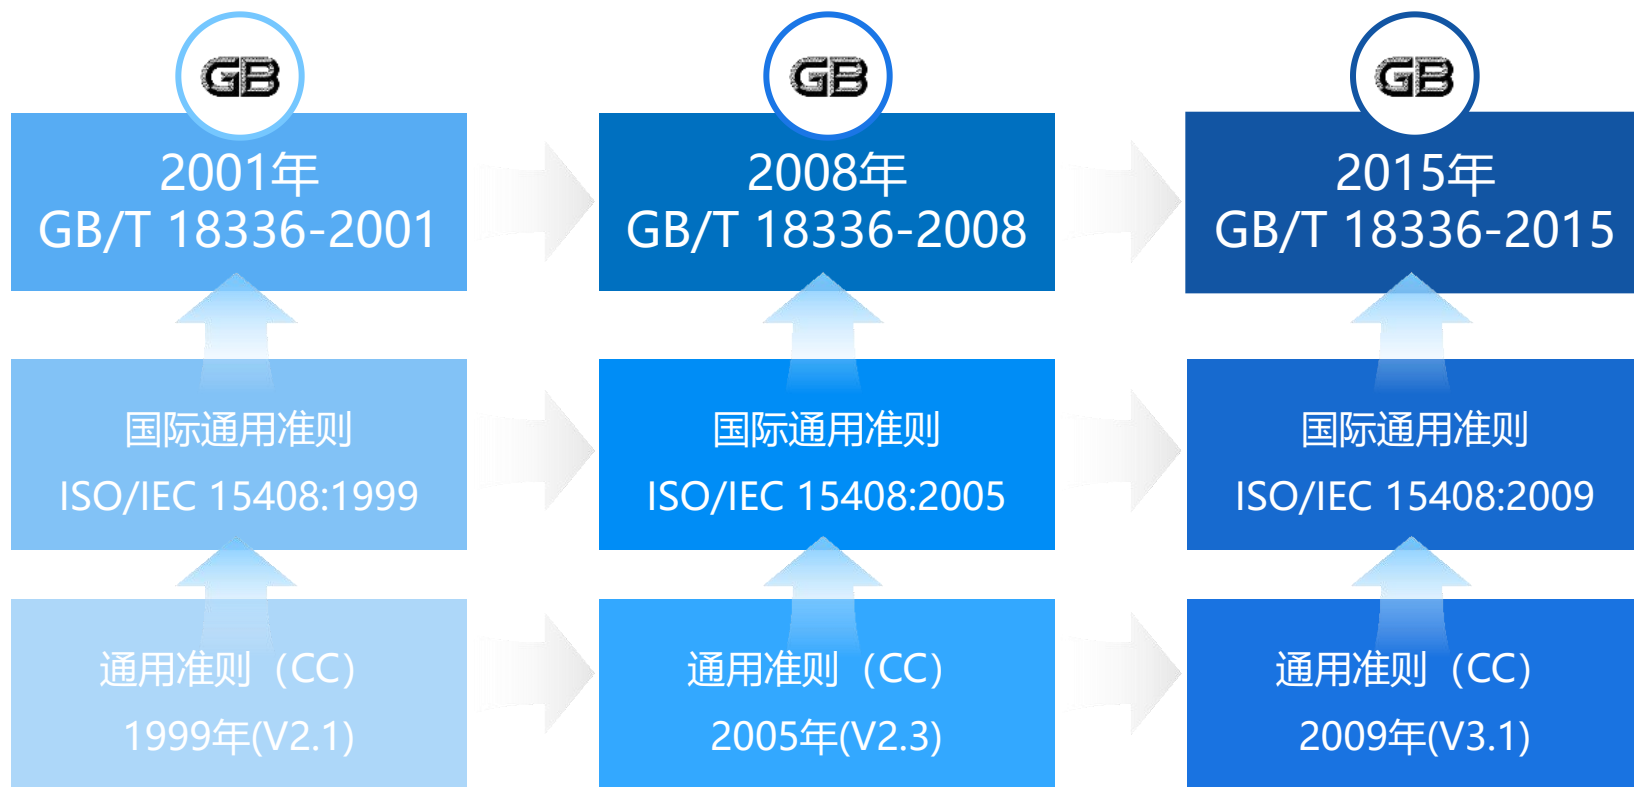 GB
GB
GB
2001年
GB/T 18336-2001
2008年
GB/T 18336-2008
2015年
GB/T 18336-2015
国际通用准则
ISO/IEC 15408:1999
国际通用准则
ISO/IEC 15408:2005
国际通用准则
ISO/IEC 15408:2009
通用准则（CC）
1999年(V2.1)
通用准则（CC）
2005年(V2.3)
通用准则（CC）
2009年(V3.1)